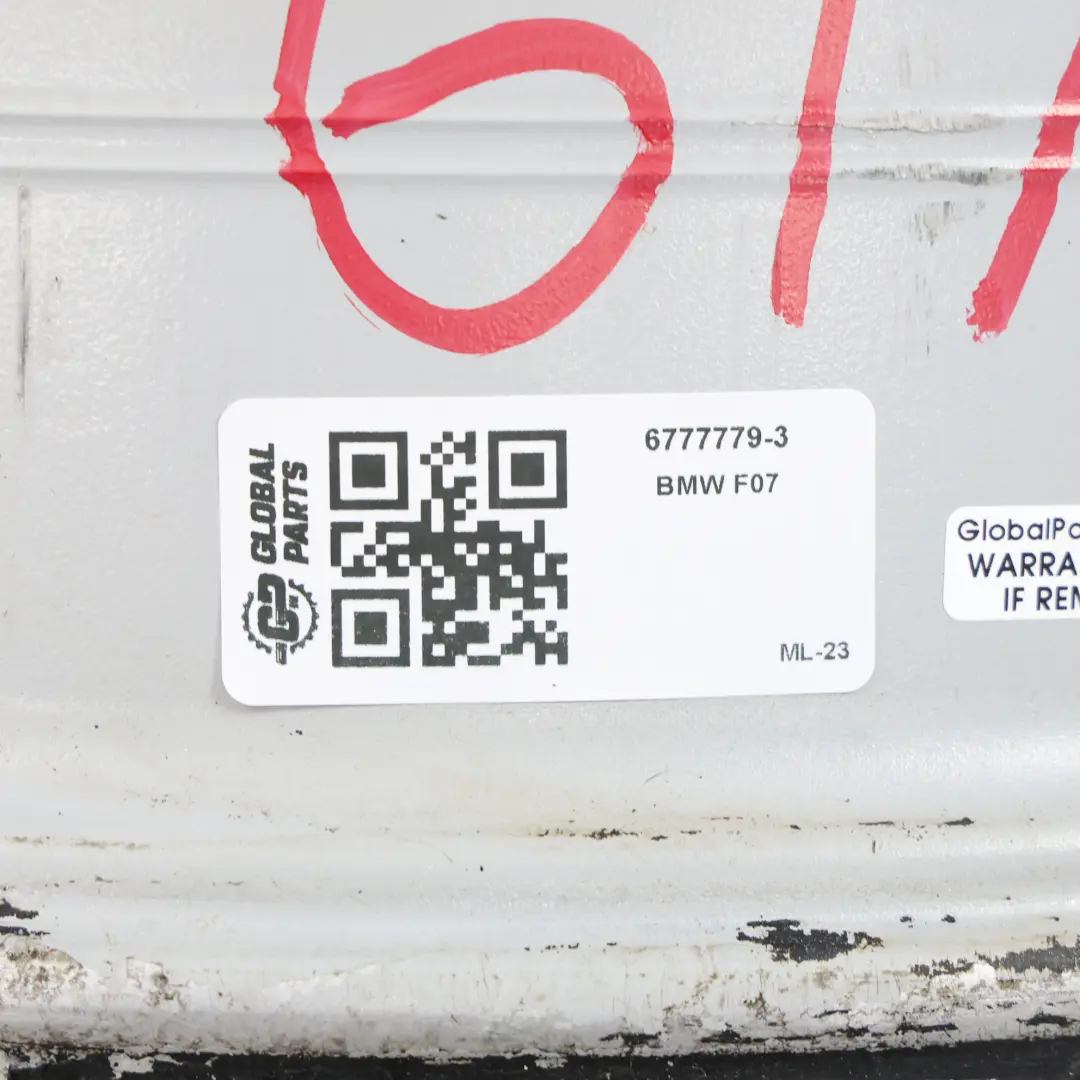 6777779-3
BMW F07
GLOBAL
PARTS
ML-23
GlobalPa
WARRA
IF REM